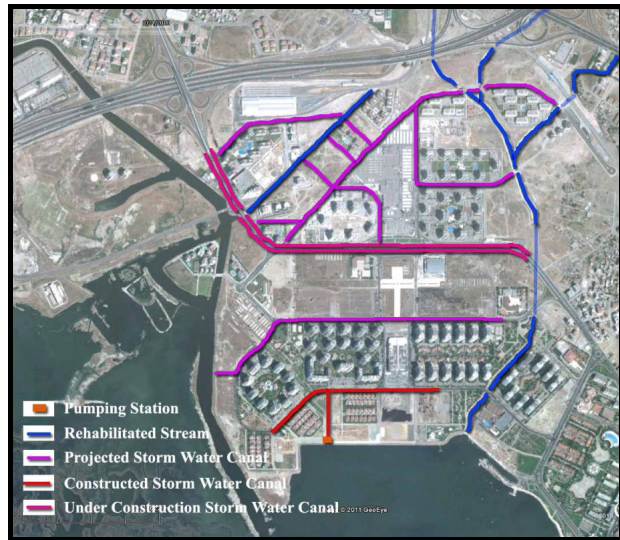 Pumping Station
Rehabilitated Stream
Projected Storm Water Canal
Constructed Storm Water Canal
Under Construction Storm Water Canal
© 2011 GeoEye